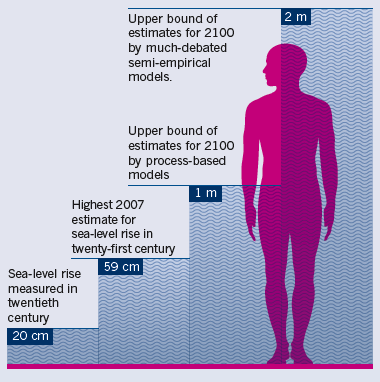 Upper bound of
estimates for 2100
by much-debated
semi-empirical
models.
2 m
Upper bound of
estimates for 2100
by process-based
models
1 m
Highest 2007
estimate for
sea-level rise in
twenty-first century
59 cm
Sea-level rise
measured in
twentieth
century
20 cm